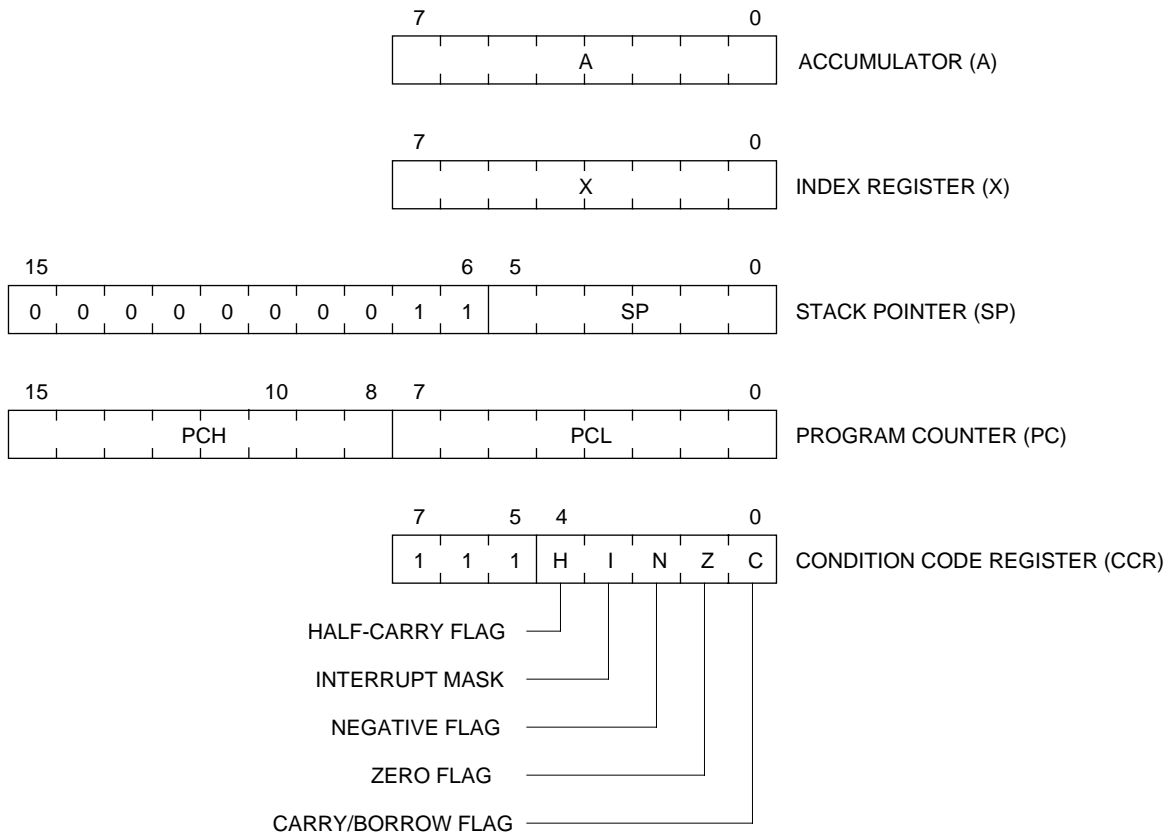 7 0
A ACCUMULATOR (A)
7 0
X INDEX REGISTER (X)
15 6 5 0
0 0 0 0 0 0 0 0 1 1 SP STACK POINTER (SP)
15 10 8 7 0
PCH PCL PROGRAM COUNTER (PC)
7 5 4 0
1 1 1 H I N Z C CONDITION CODE REGISTER (CCR)
HALF-CARRY FLAG
INTERRUPT MASK
NEGATIVE FLAG
ZERO FLAG
CARRY/BORROW FLAG